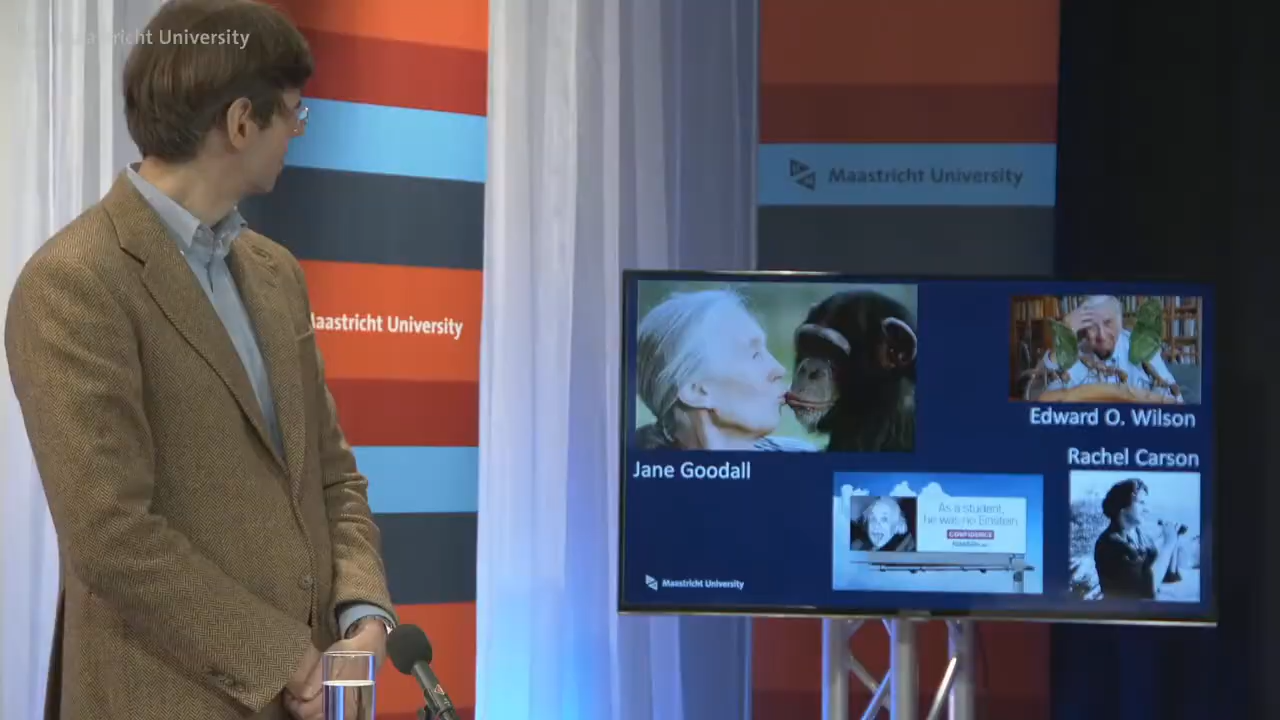 Maastricht University
Maastricht University
Maastricht University
Edward O. Wilson
Rachel Carson
Jane Goodall
As a student,
he was no Einstein.
CONFIDENCE
Maastricht University